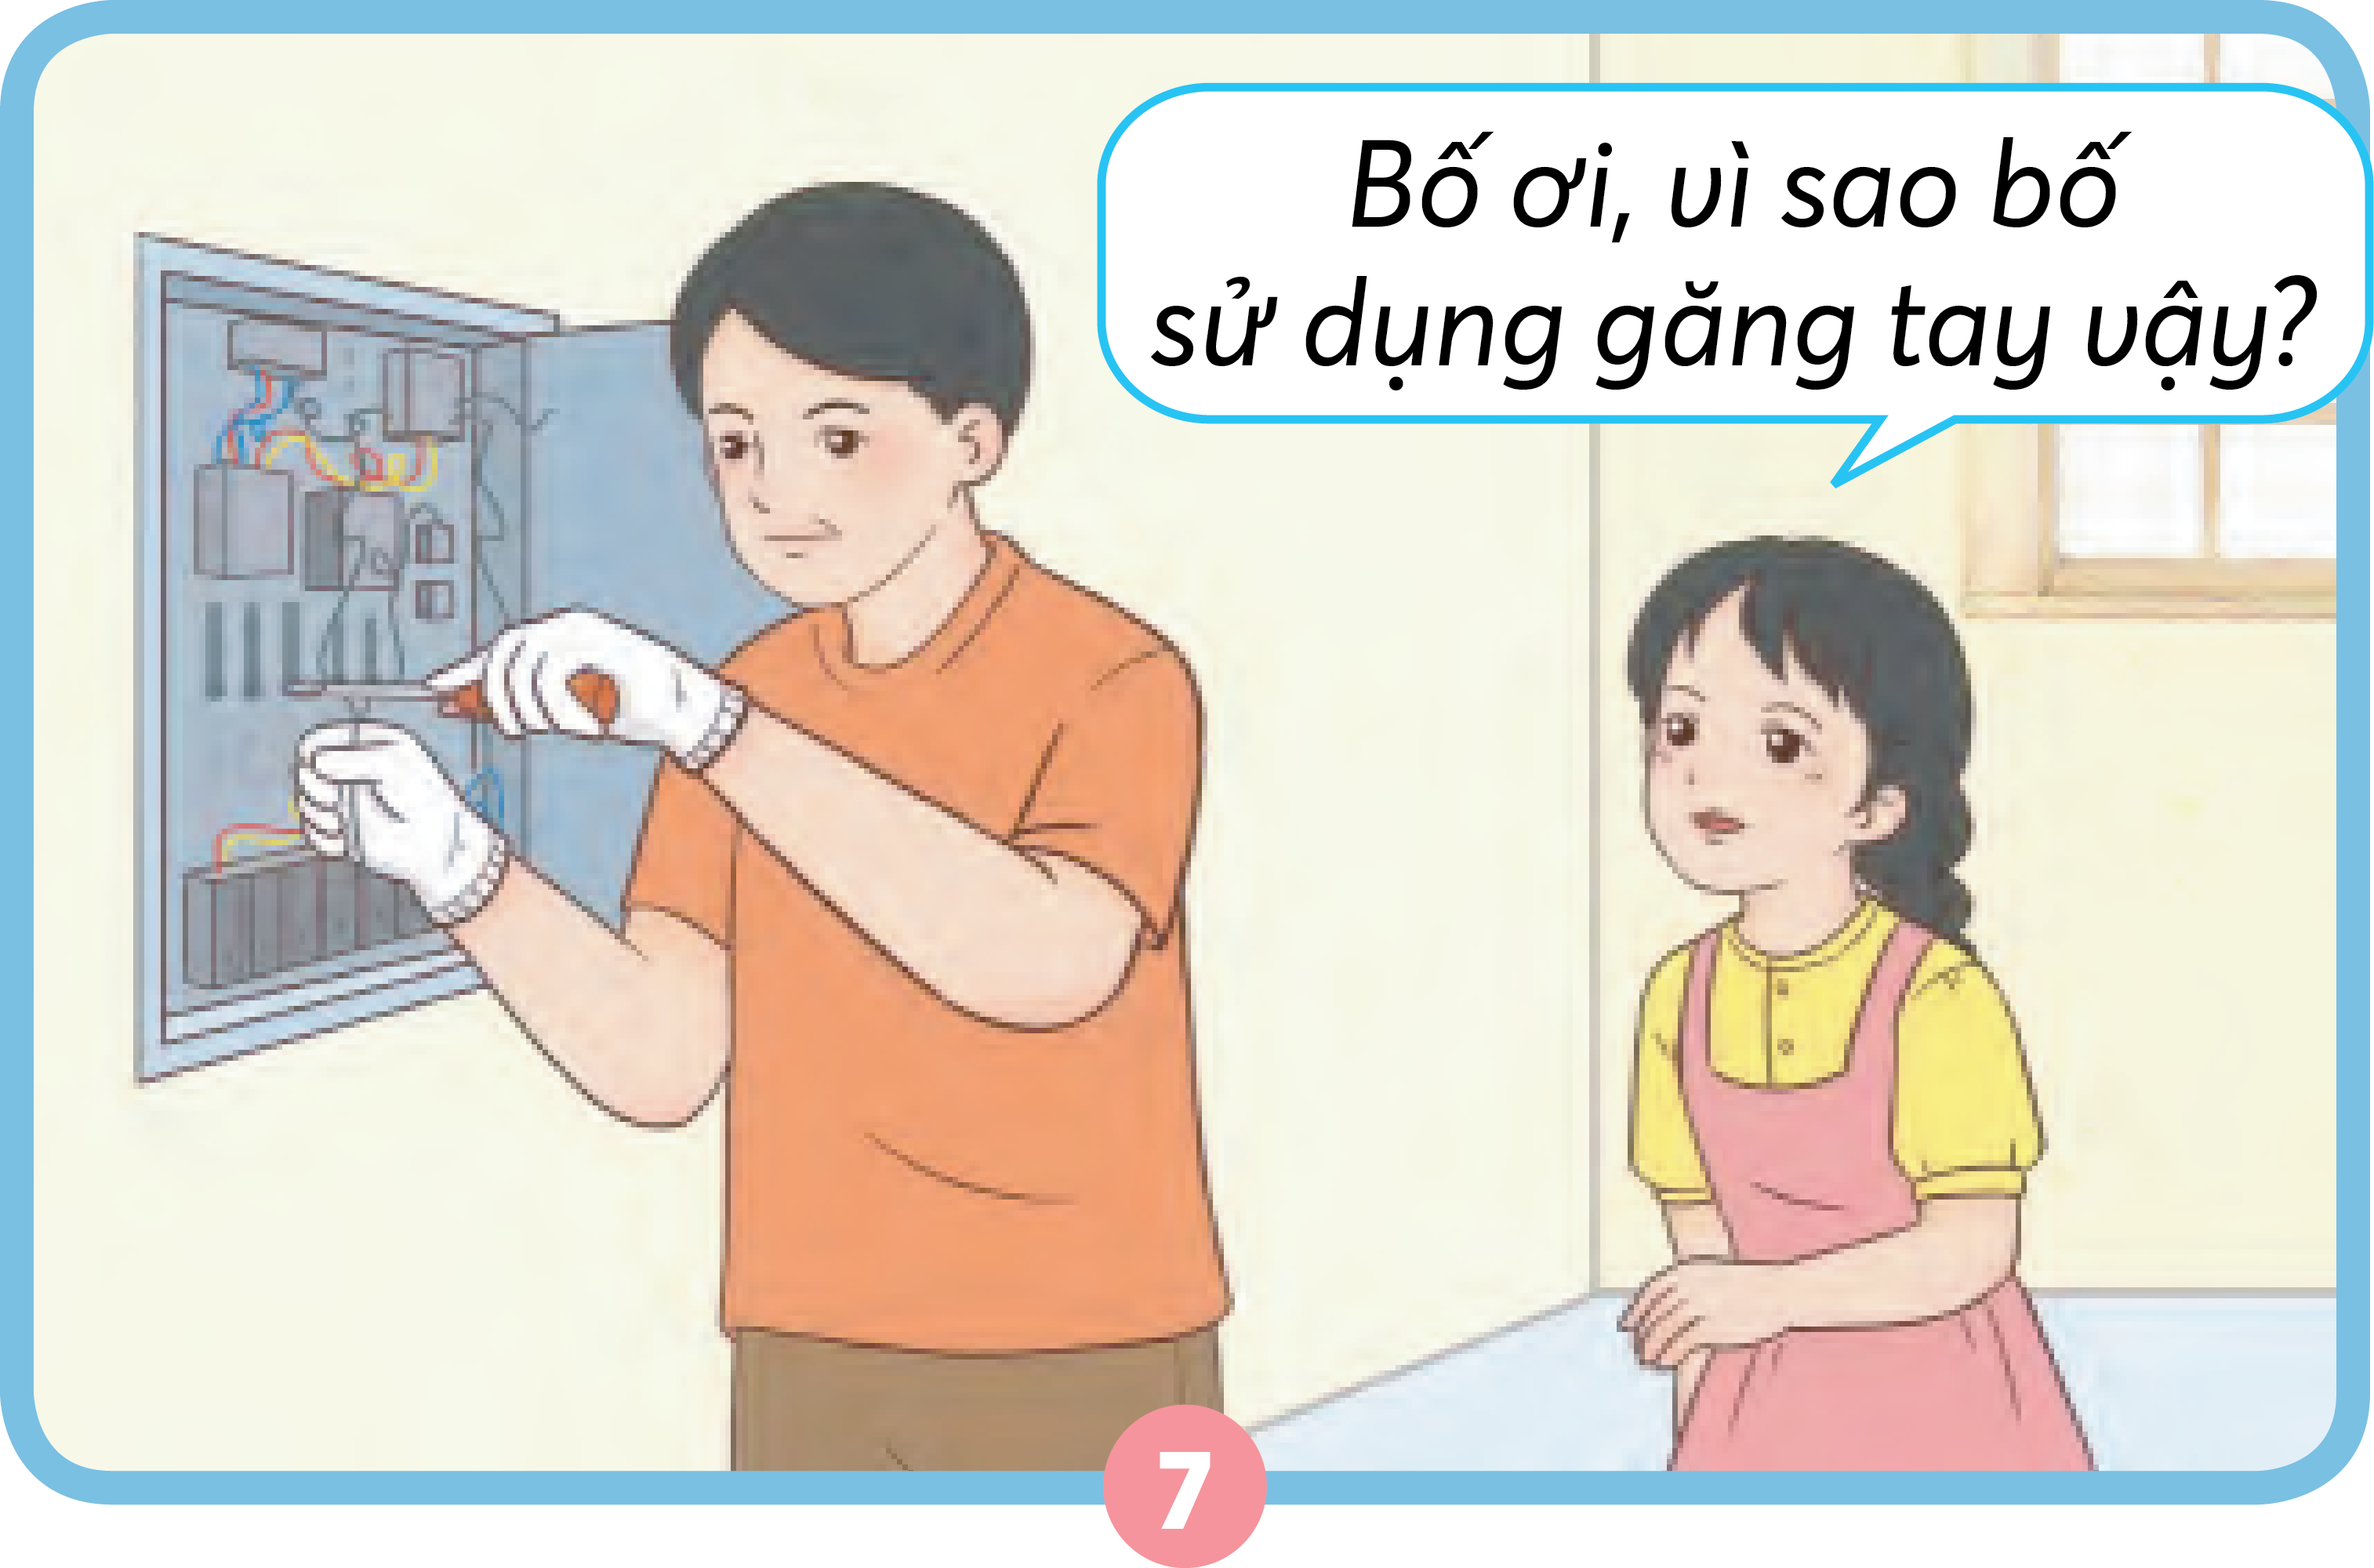 Bố ơi, vì sao bố
sử dụng găng tay vậy?
7